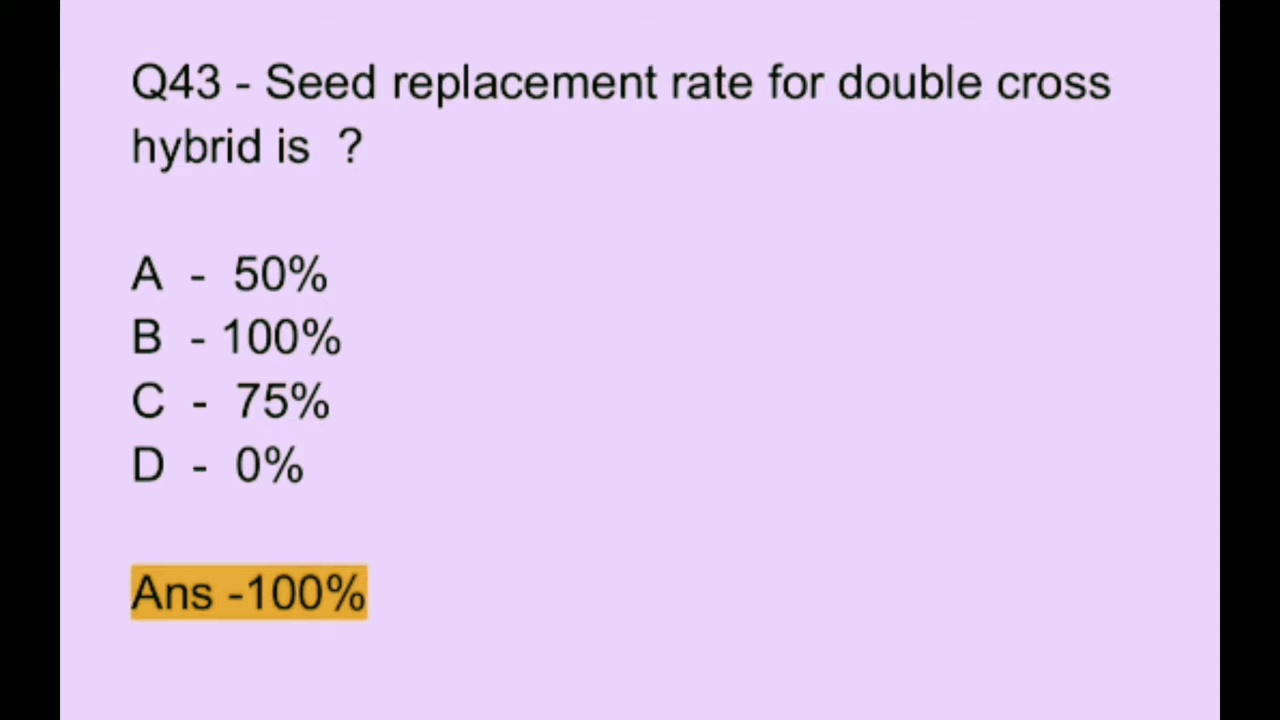 Q43 - Seed replacement rate for double cross
hybrid is ?
A - 50%
B - 100%
C - 75%
D - 0%
Ans -100%